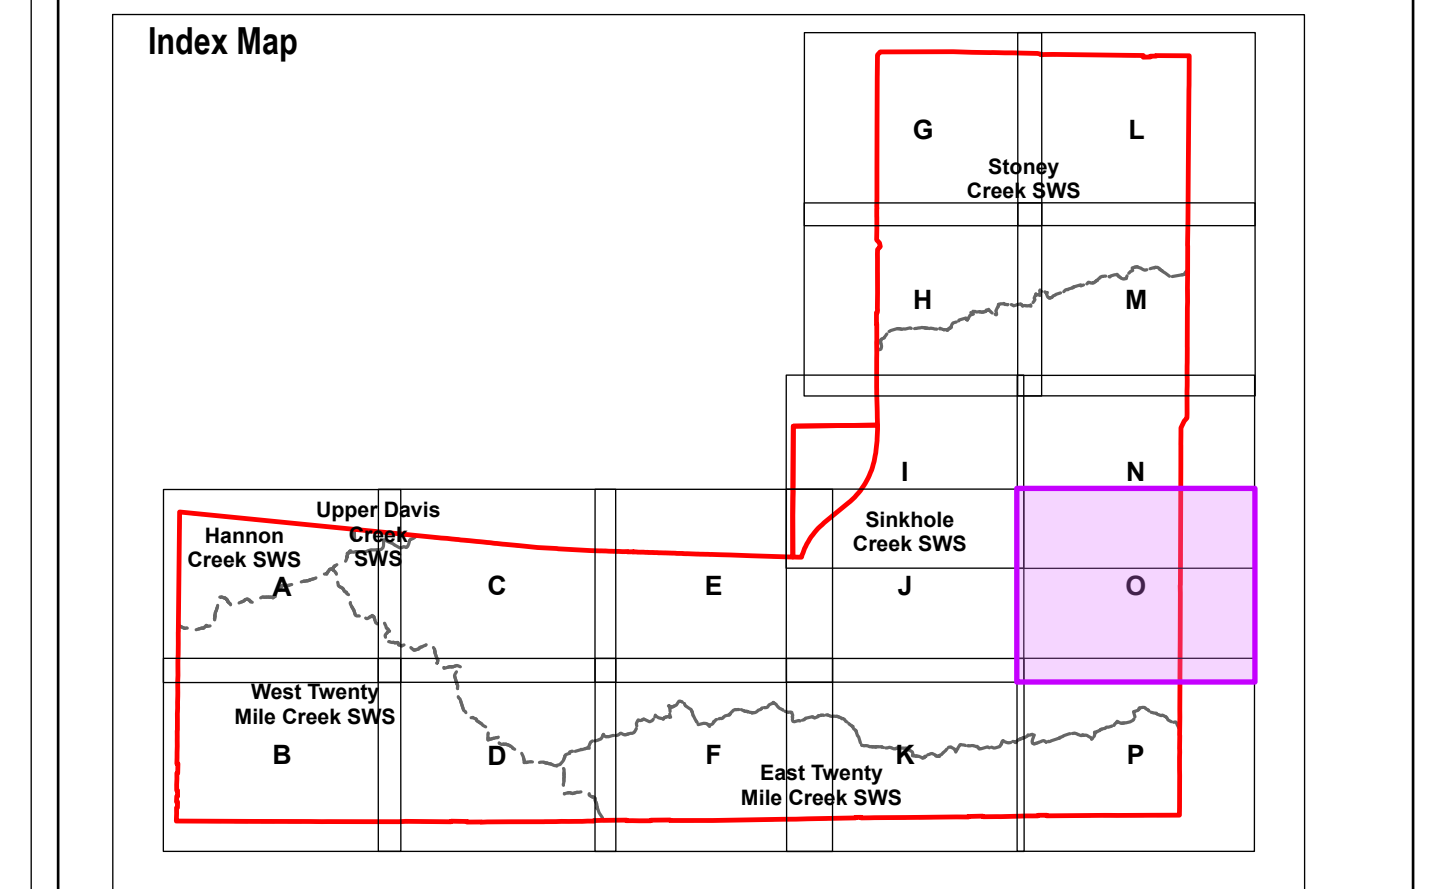 Index Map
G
L
Stoney
Creek SWS
H
M
I
N
Upper Davis
Creek
SWS
Hannon
Creek SWS
Sinkhole
Creek SWS
A
C
E
J
O
West Twenty
Mile Creek SWS
B
D
F
K
P
East Twenty
Mile Creek SWS